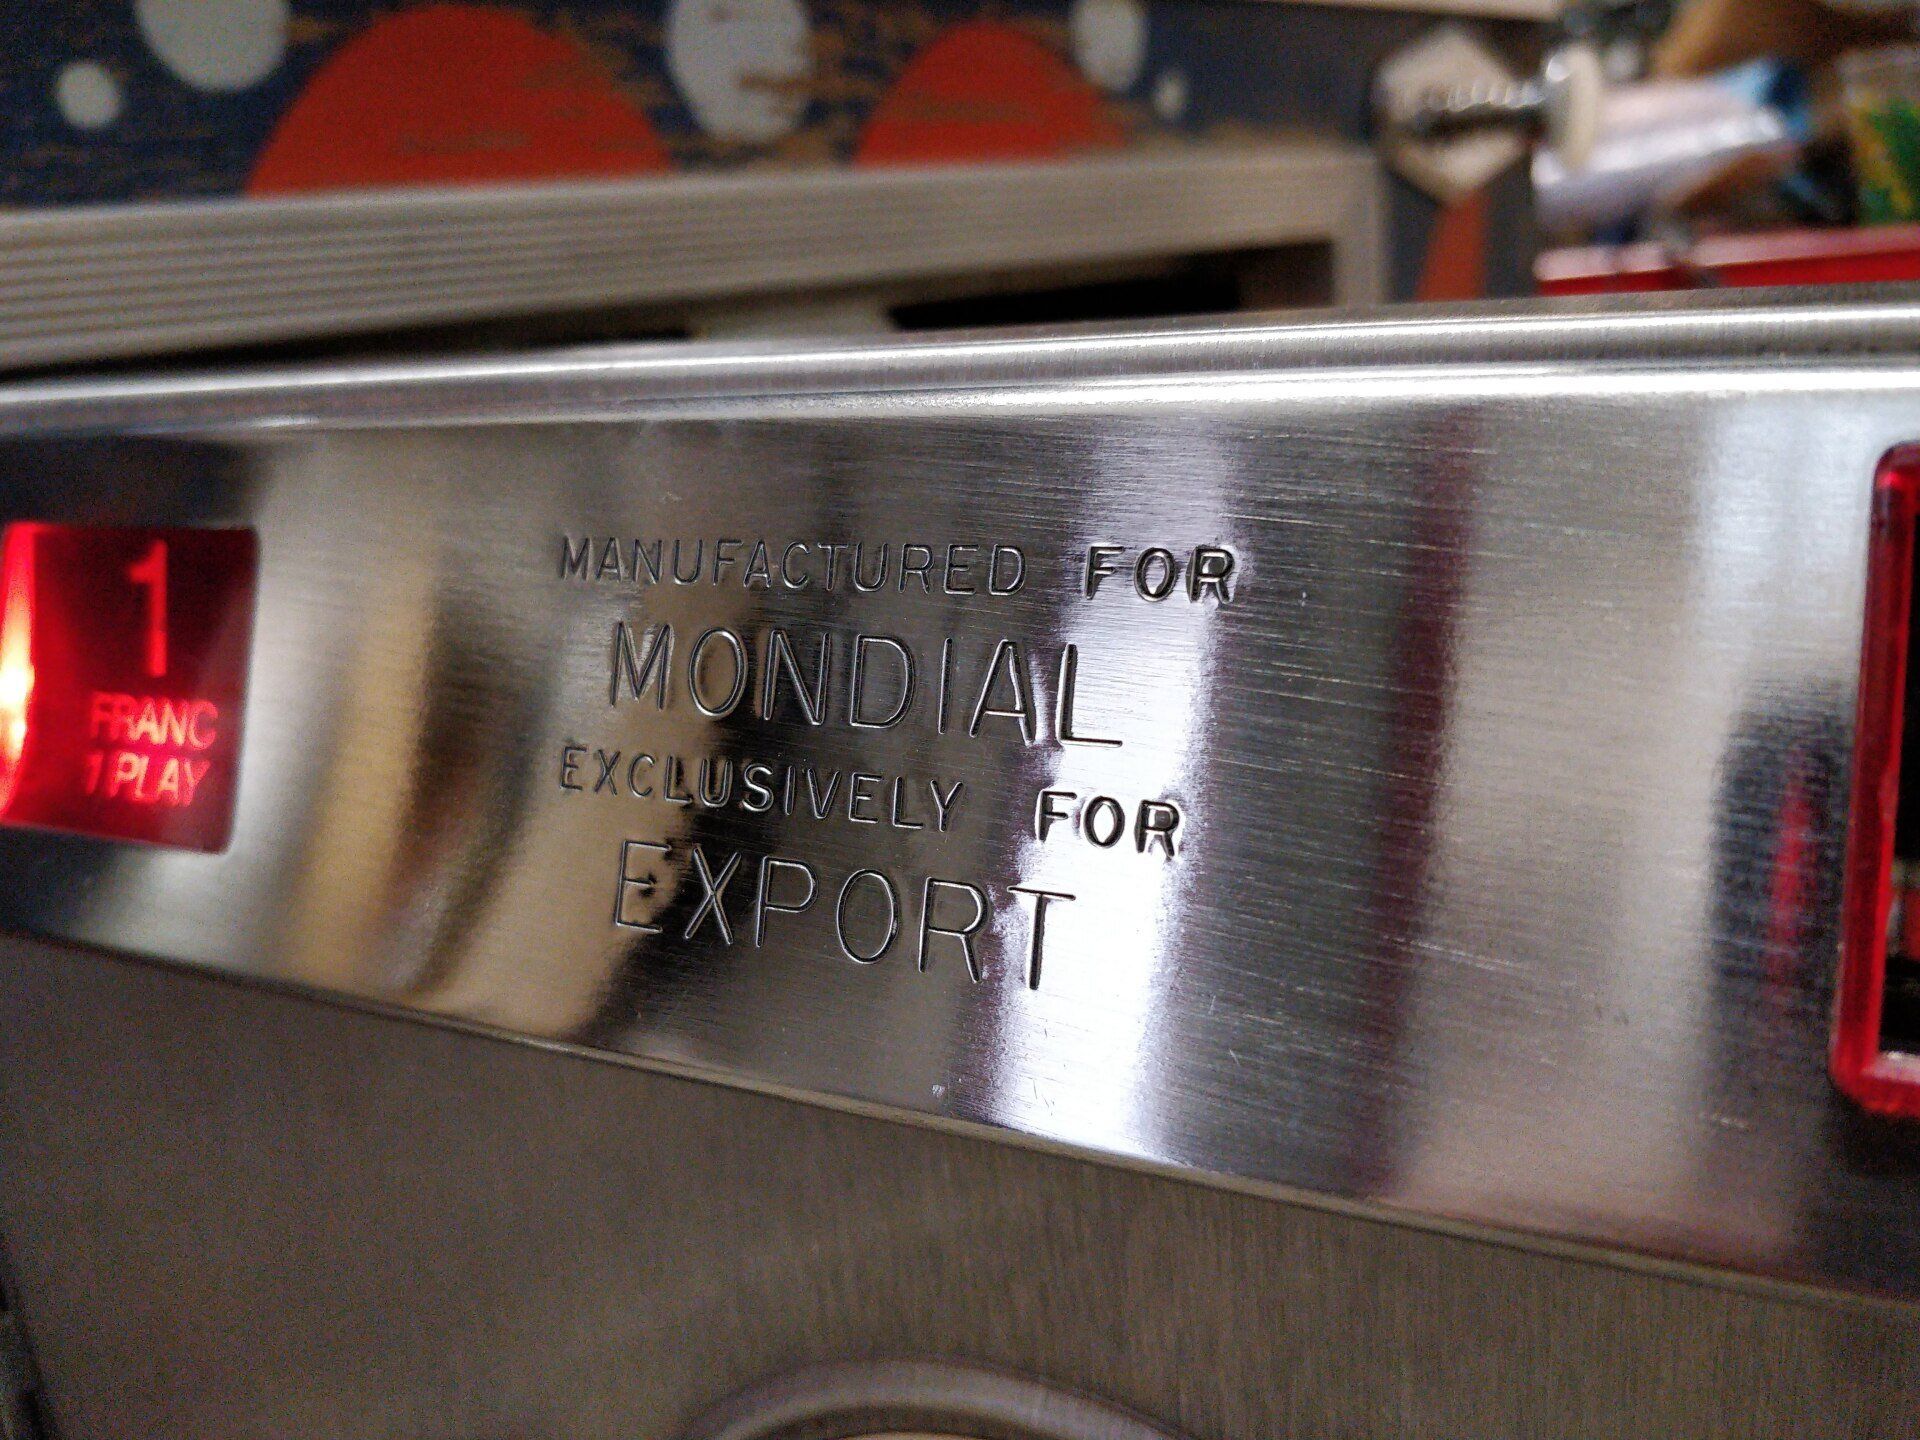 1
FRANC
1 PLAY
MANUFACTURED FOR
MONDIAL
EXCLUSIVELY FOR
EXPORT